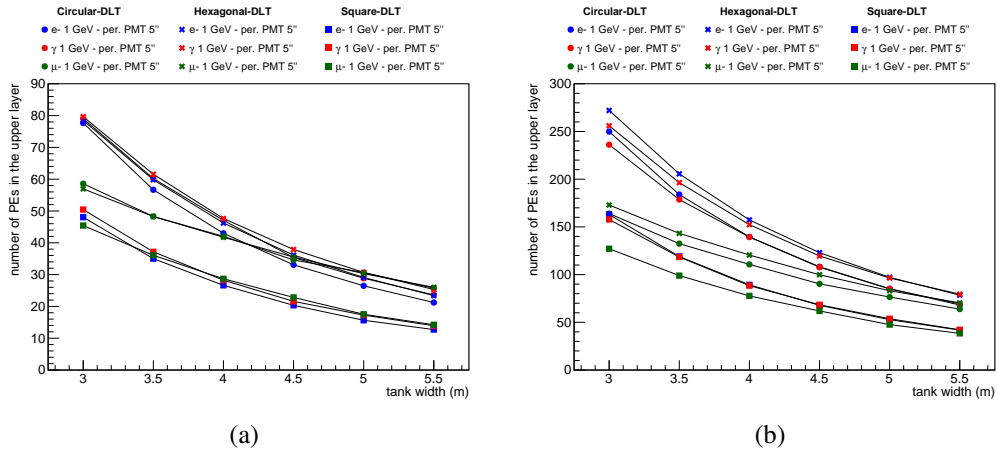 Circular-DLT Hexagonal-DLT Square-DLT
e- 1 GeV - per. PMT 5" e- 1 GeV - per. PMT 5" e- 1 GeV - per. PMT 5"
γ 1 GeV - per. PMT 5" γ 1 GeV - per. PMT 5" γ 1 GeV - per. PMT 5"
μ- 1 GeV - per. PMT 5" μ- 1 GeV - per. PMT 5" μ- 1 GeV - per. PMT 5"
number of PEs in the upper layer
90
80
70
60
50
40
30
20
10
0
3 3.5 4 4.5 5 5.5
tank width (m)
(a)
Circular-DLT Hexagonal-DLT Square-DLT
e- 1 GeV - per. PMT 5" e- 1 GeV - per. PMT 5" e- 1 GeV - per. PMT 5"
γ 1 GeV - per. PMT 5" γ 1 GeV - per. PMT 5" γ 1 GeV - per. PMT 5"
μ- 1 GeV - per. PMT 5" μ- 1 GeV - per. PMT 5" μ- 1 GeV - per. PMT 5"
number of PEs in the upper layer
300
250
200
150
100
50
0
3 3.5 4 4.5 5 5.5
tank width (m)
(b)